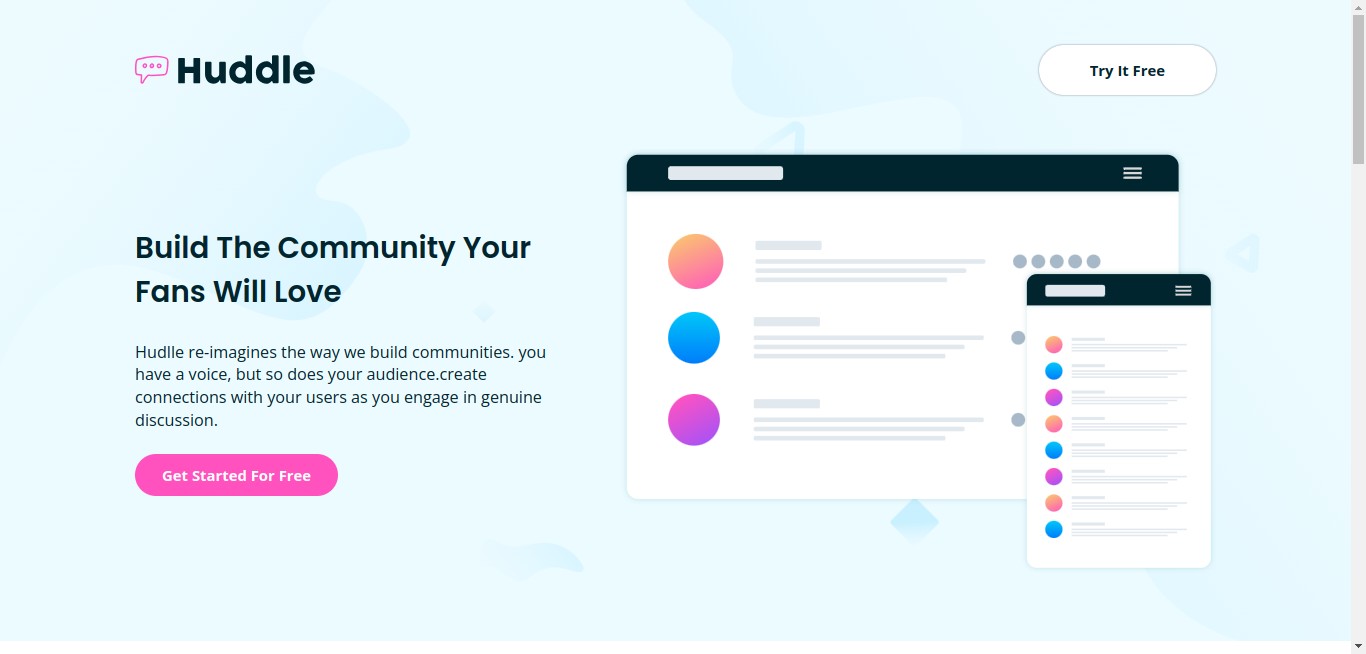 Huddle
Try It Free
Build The Community Your
Fans Will Love
Hudlle re-imagines the way we build communities. you
have a voice, but so does your audience.create
connections with your users as you engage in genuine
discussion.
Get Started For Free